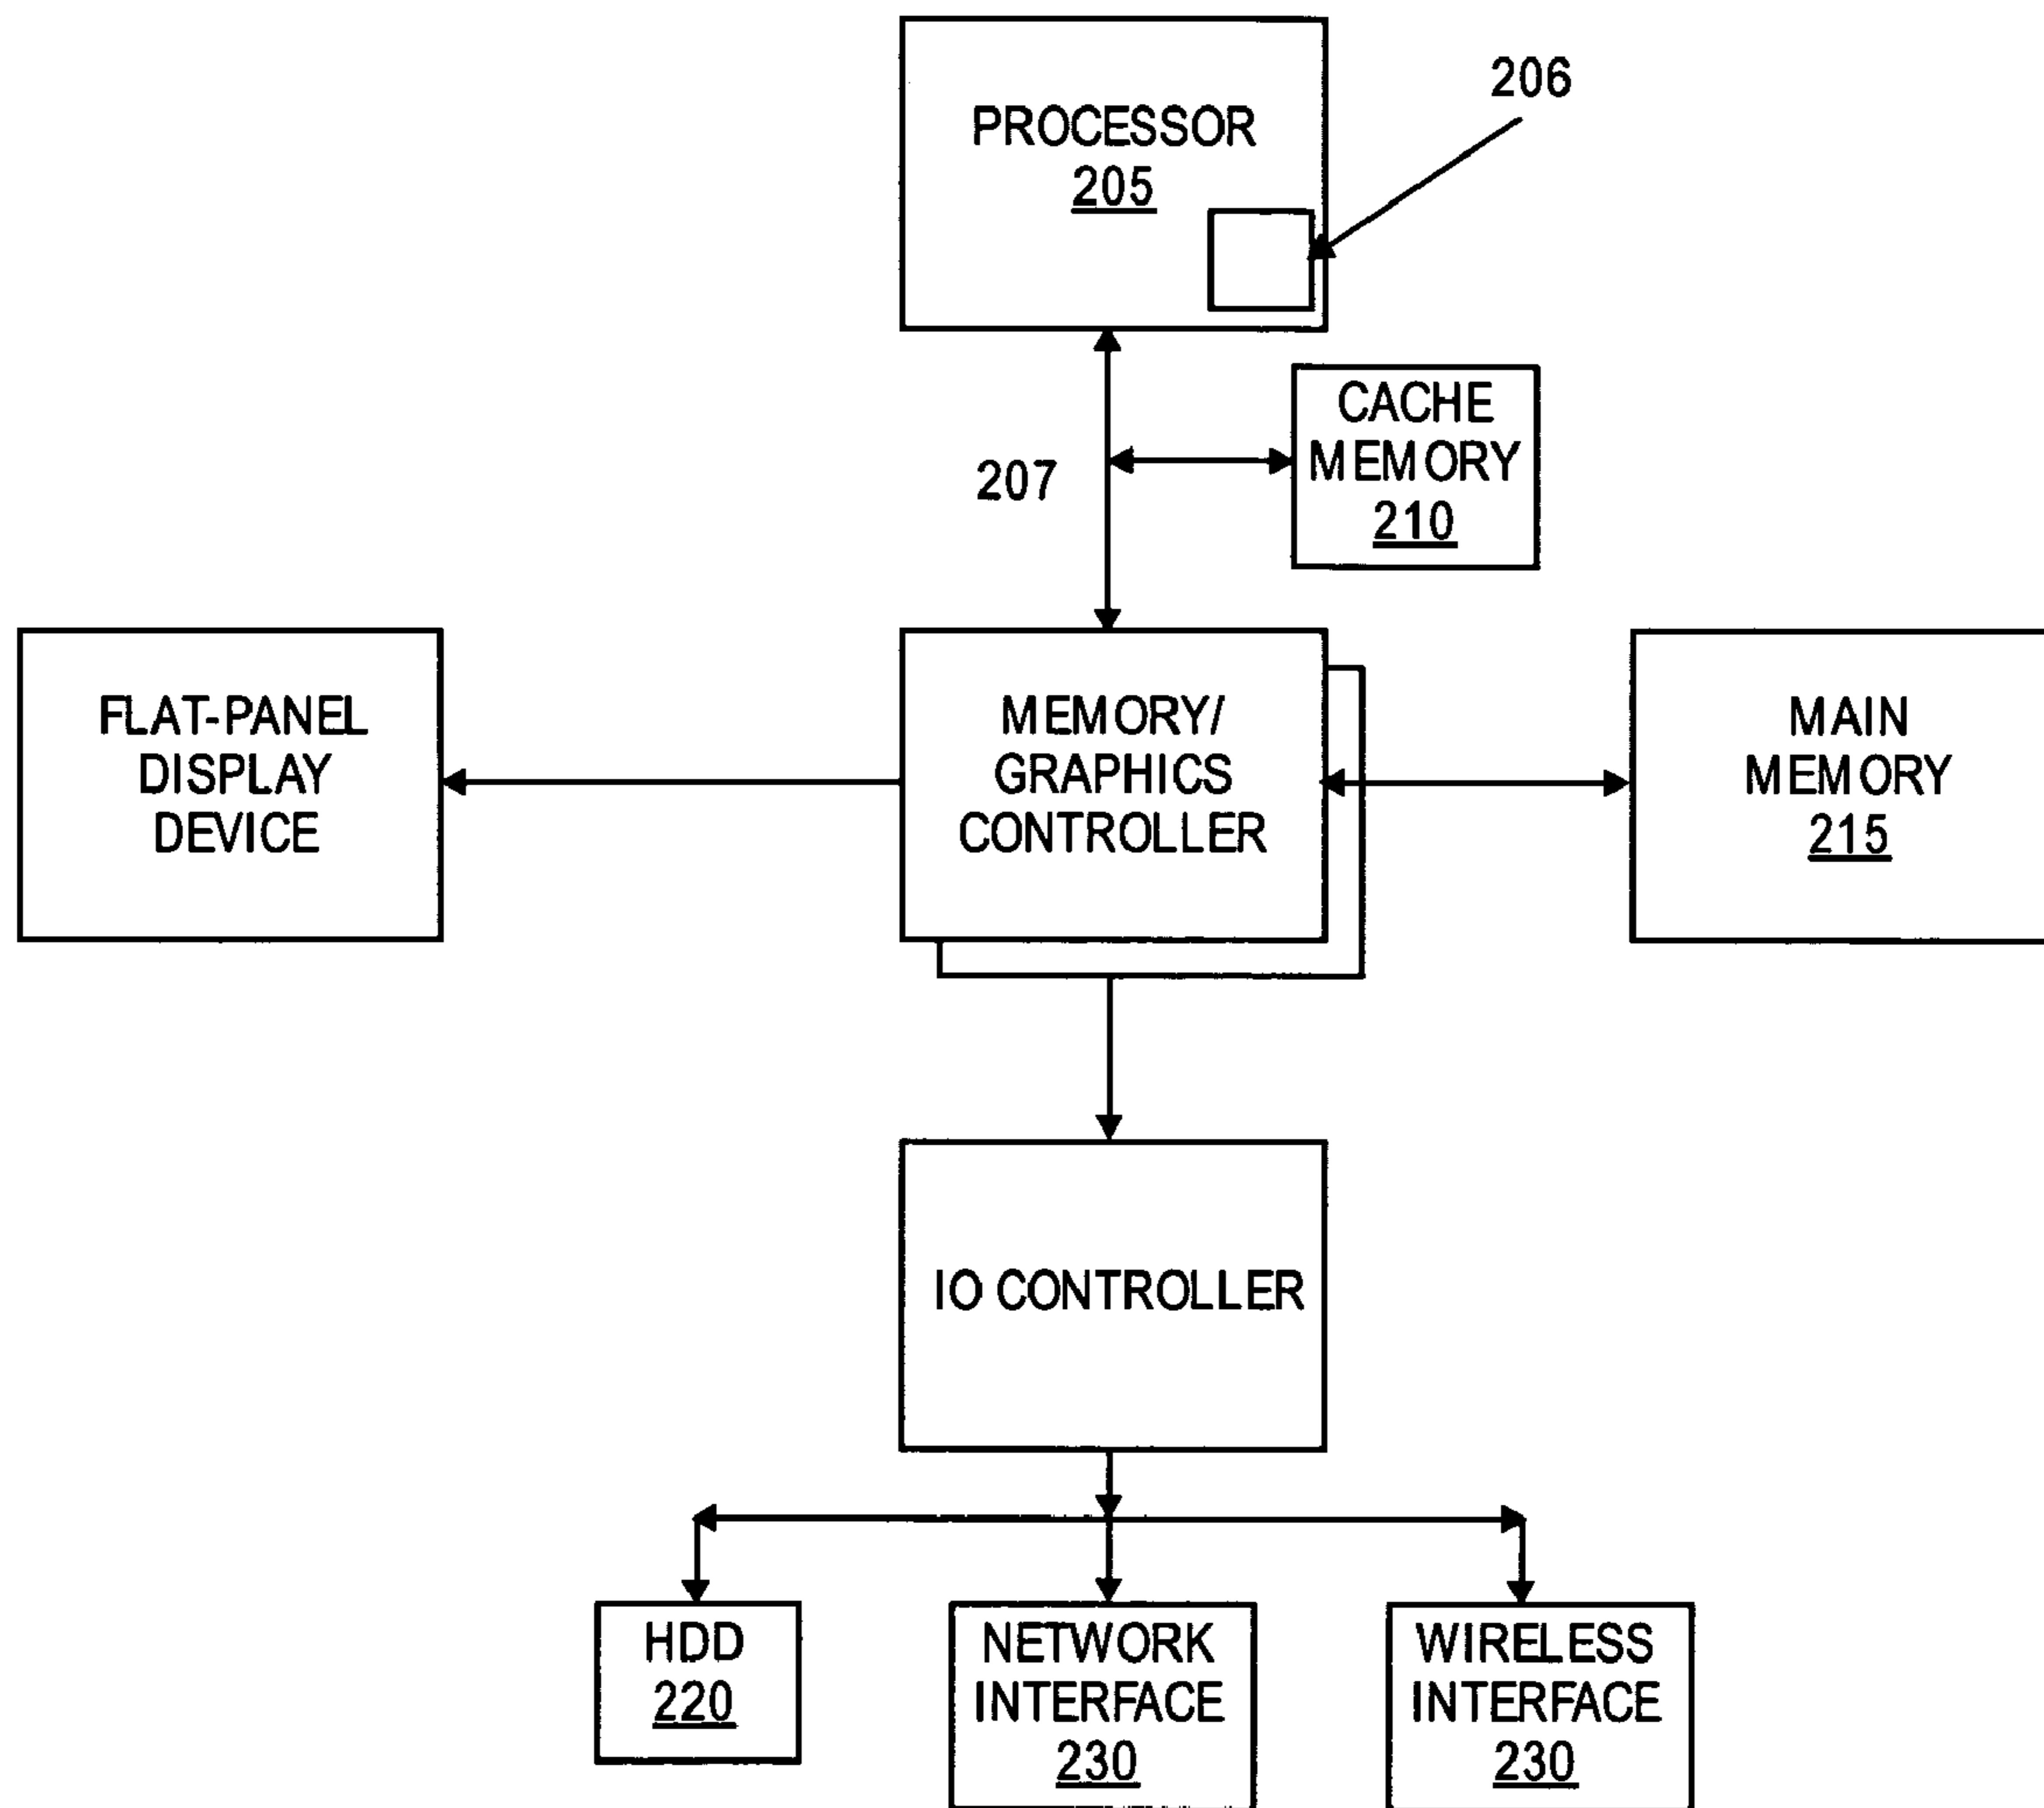 PROCESSOR
205
206
CACHE
MEMORY
210
207
FLAT-PANEL
DISPLAY
DEVICE
MEMORY/
GRAPHICS
CONTROLLER
MAIN
MEMORY
215
IO CONTROLLER
HDD
220
NETWORK
INTERFACE
230
WIRELESS
INTERFACE
230